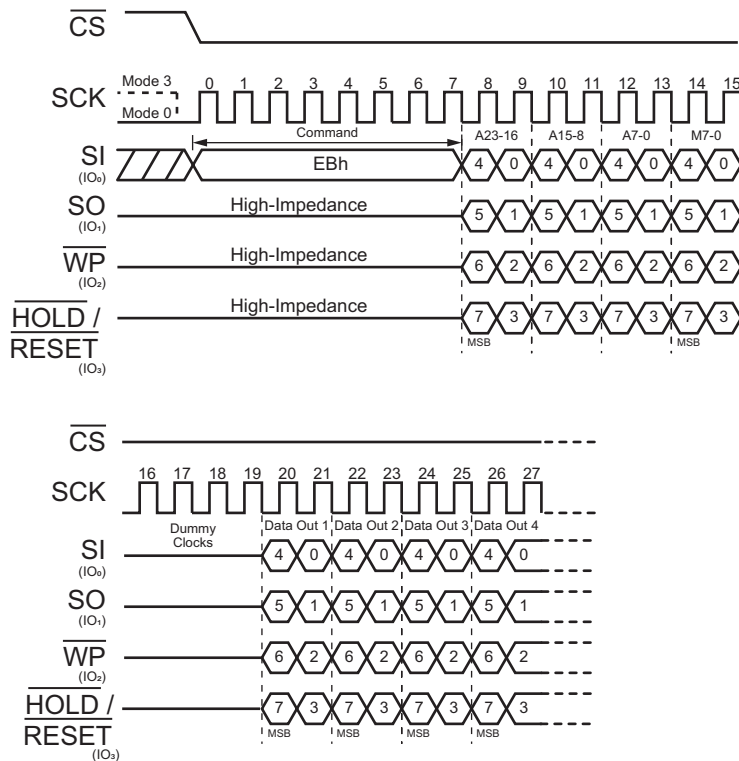 CS
Mode 3
SCK
Mode 0
0 1 2 3 4 5 6 7 8 9 10 11 12 13 14 15
Command
A23-16 A15-8 A7-0 M7-0
SI
(IO₀)
EBh
4 0 4 0 4 0 4 0
SO
(IO₁)
High-Impedance
5 1 5 1 5 1 5 1
WP
(IO₂)
High-Impedance
6 2 6 2 6 2 6 2
HOLD /
RESET
(IO₃)
High-Impedance
7 3 7 3 7 3 7 3
MSB MSB
CS
SCK
16 17 18 19 20 21 22 23 24 25 26 27
Dummy
Clocks
Data Out 1 Data Out 2 Data Out 3 Data Out 4
SI
(IO₀)
4 0 4 0 4 0 4 0
SO
(IO₁)
5 1 5 1 5 1 5 1
WP
(IO₂)
6 2 6 2 6 2 6 2
HOLD /
RESET
(IO₃)
7 3 7 3 7 3 7 3
MSB MSB MSB MSB